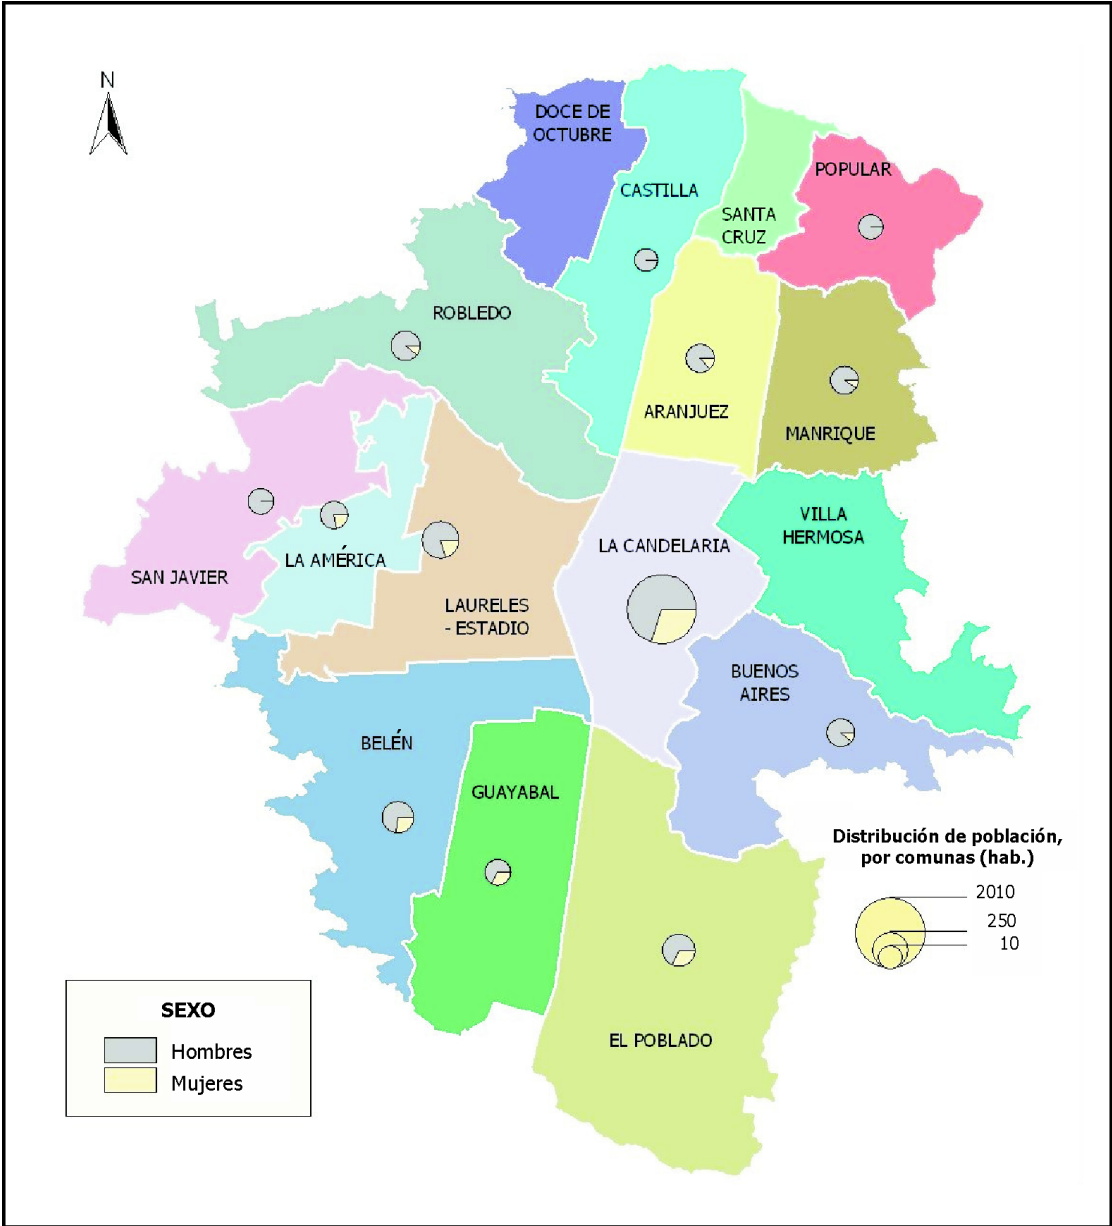 N
DOCE DE
OCTUBRE
CASTILLA
POPULAR
SANTA
CRUZ
ROBLEDO
ARANJUEZ
MANRIQUE
VILLA
HERMOSA
LA CANDELARIA
LA AMÉRICA
SAN JAVIER
LAURELES
- ESTADIO
BUENOS
AIRES
BELÉN
GUAYABAL
EL POBLADO
Distribución de población,
por comunas (hab.)
2010
250
10
SEXO
Hombres
Mujeres